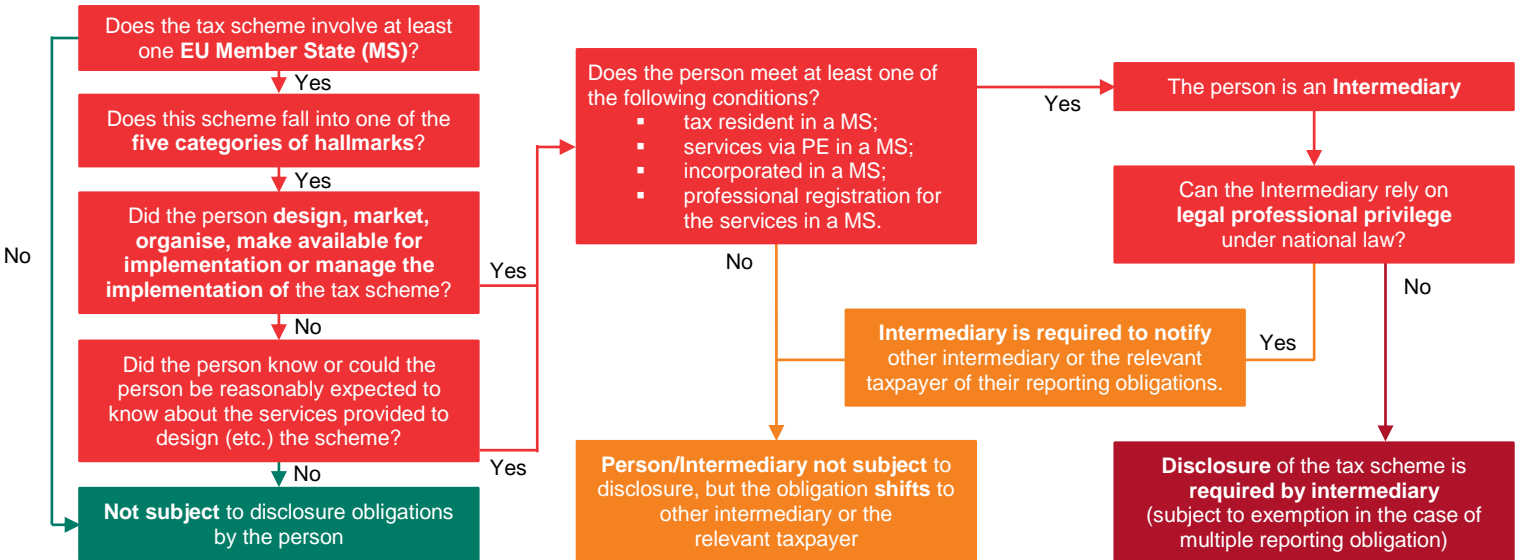 Does the tax scheme involve at least
one EU Member State (MS)?
Yes
Does this scheme fall into one of the
five categories of hallmarks?
Yes
Did the person design, market,
organise, make available for
implementation or manage the
implementation of the tax scheme?
No
Yes
No
Did the person know or could the
person be reasonably expected to
know about the services provided to
design (etc.) the scheme?
Yes
No
Not subject to disclosure obligations
by the person
Does the person meet at least one of
the following conditions?
▪ tax resident in a MS;
▪ services via PE in a MS;
▪ incorporated in a MS;
▪ professional registration for
the services in a MS.
Yes
No
The person is an Intermediary
Can the Intermediary rely on
legal professional privilege
under national law?
No
Yes
Intermediary is required to notify
other intermediary or the relevant
taxpayer of their reporting obligations.
Person/Intermediary not subject to
disclosure, but the obligation shifts to
other intermediary or the
relevant taxpayer
Disclosure of the tax scheme is
required by intermediary
(subject to exemption in the case of
multiple reporting obligation)